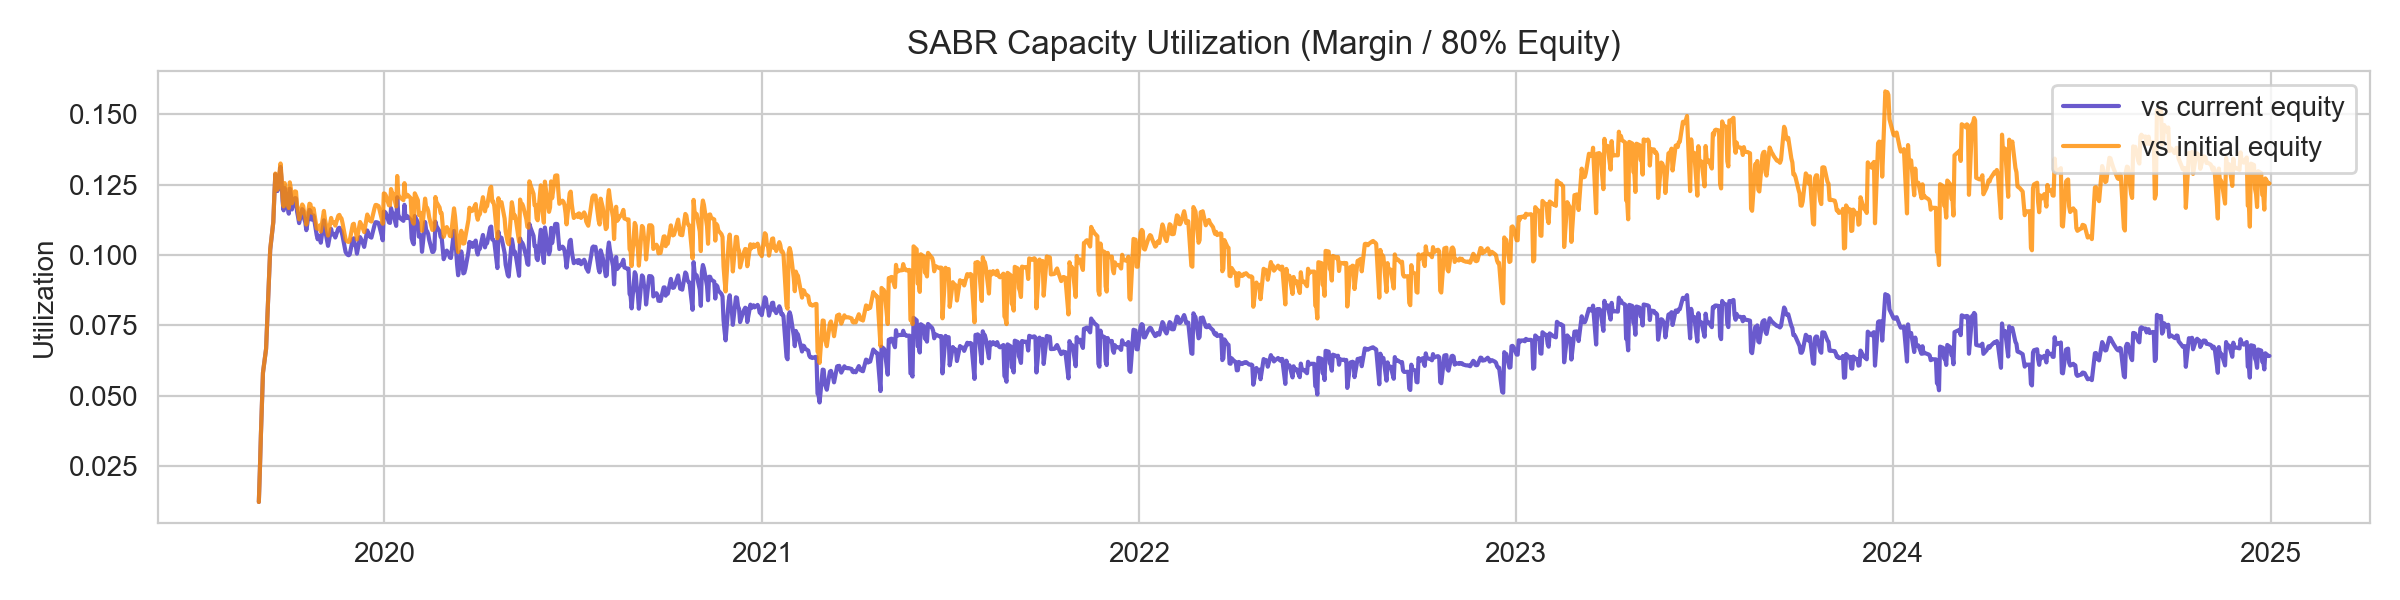 SABR Capacity Utilization (Margin / 80% Equity)
vs current equity
vs initial equity
Utilization
0.150
0.125
0.100
0.075
0.050
0.025
2020 2021 2022 2023 2024 2025